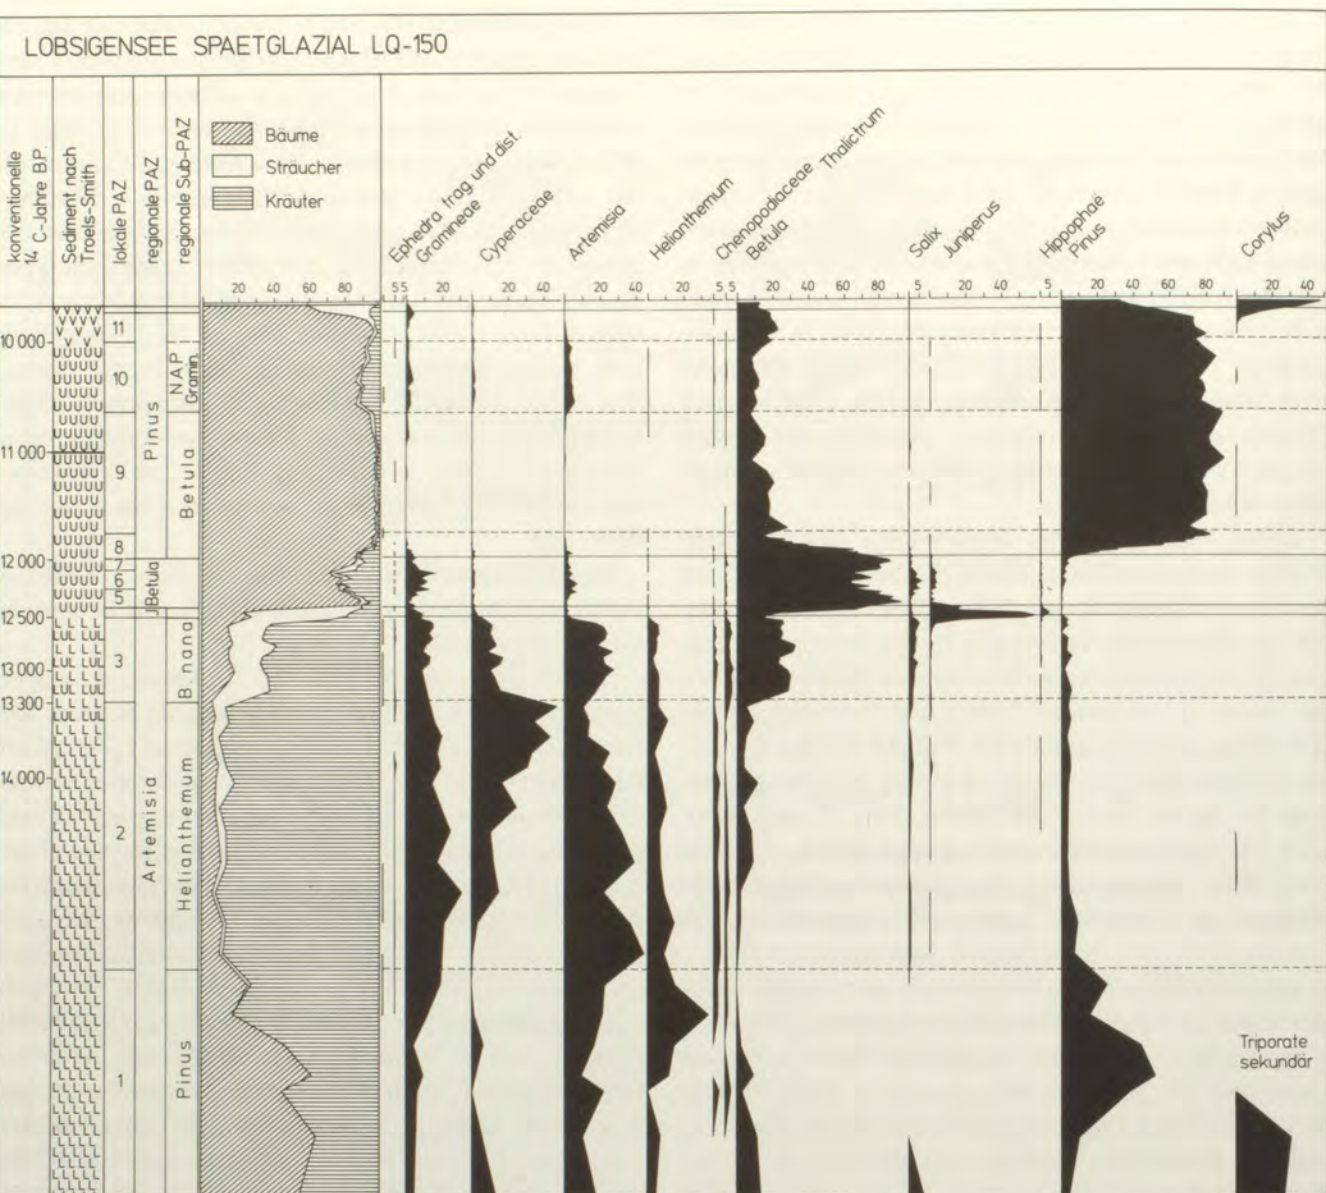 LOBSIGENSEE SPAETGLAZIAL LQ-150
konventionelle
14 C-Jahre B.P.
Sediment nach
Troels-Smith
lokale PAZ
regionale PAZ
regionale Sub-PAZ
Bäume
Sträucher
Kräuter
Ephedra frag. und dist.
Gramineae
Cyperaceae
Artemisia
Helianthemum
Chenopodiaceae
Thalictrum
Betula
Salix
Juniperus
Hippophaë
Pinus
Corylus
20 40 60 80
5 5 20
20 40
20 40
20
5 5 20 40 60 80
5 20 40 60
5 20 40 60 80
20 40
10 000
11 000
12 000
12 500
13 000
13 300
14 000
11
10
9
8
7
6
5
3
2
1
Pinus
J
Betula
Artemisia
NAP
Gramin.
Betula
B. nana
Helianthemum
Pinus
Triporate
sekundär